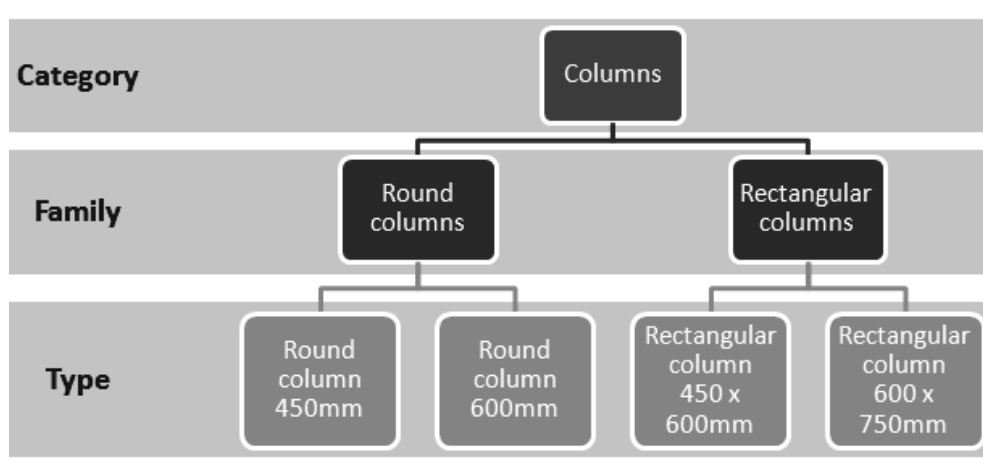 Category
Columns
Family
Round
columns
Rectangular
columns
Type
Round
column
450mm
Round
column
600mm
Rectangular
column
450 x
600mm
Rectangular
column
600 x
750mm